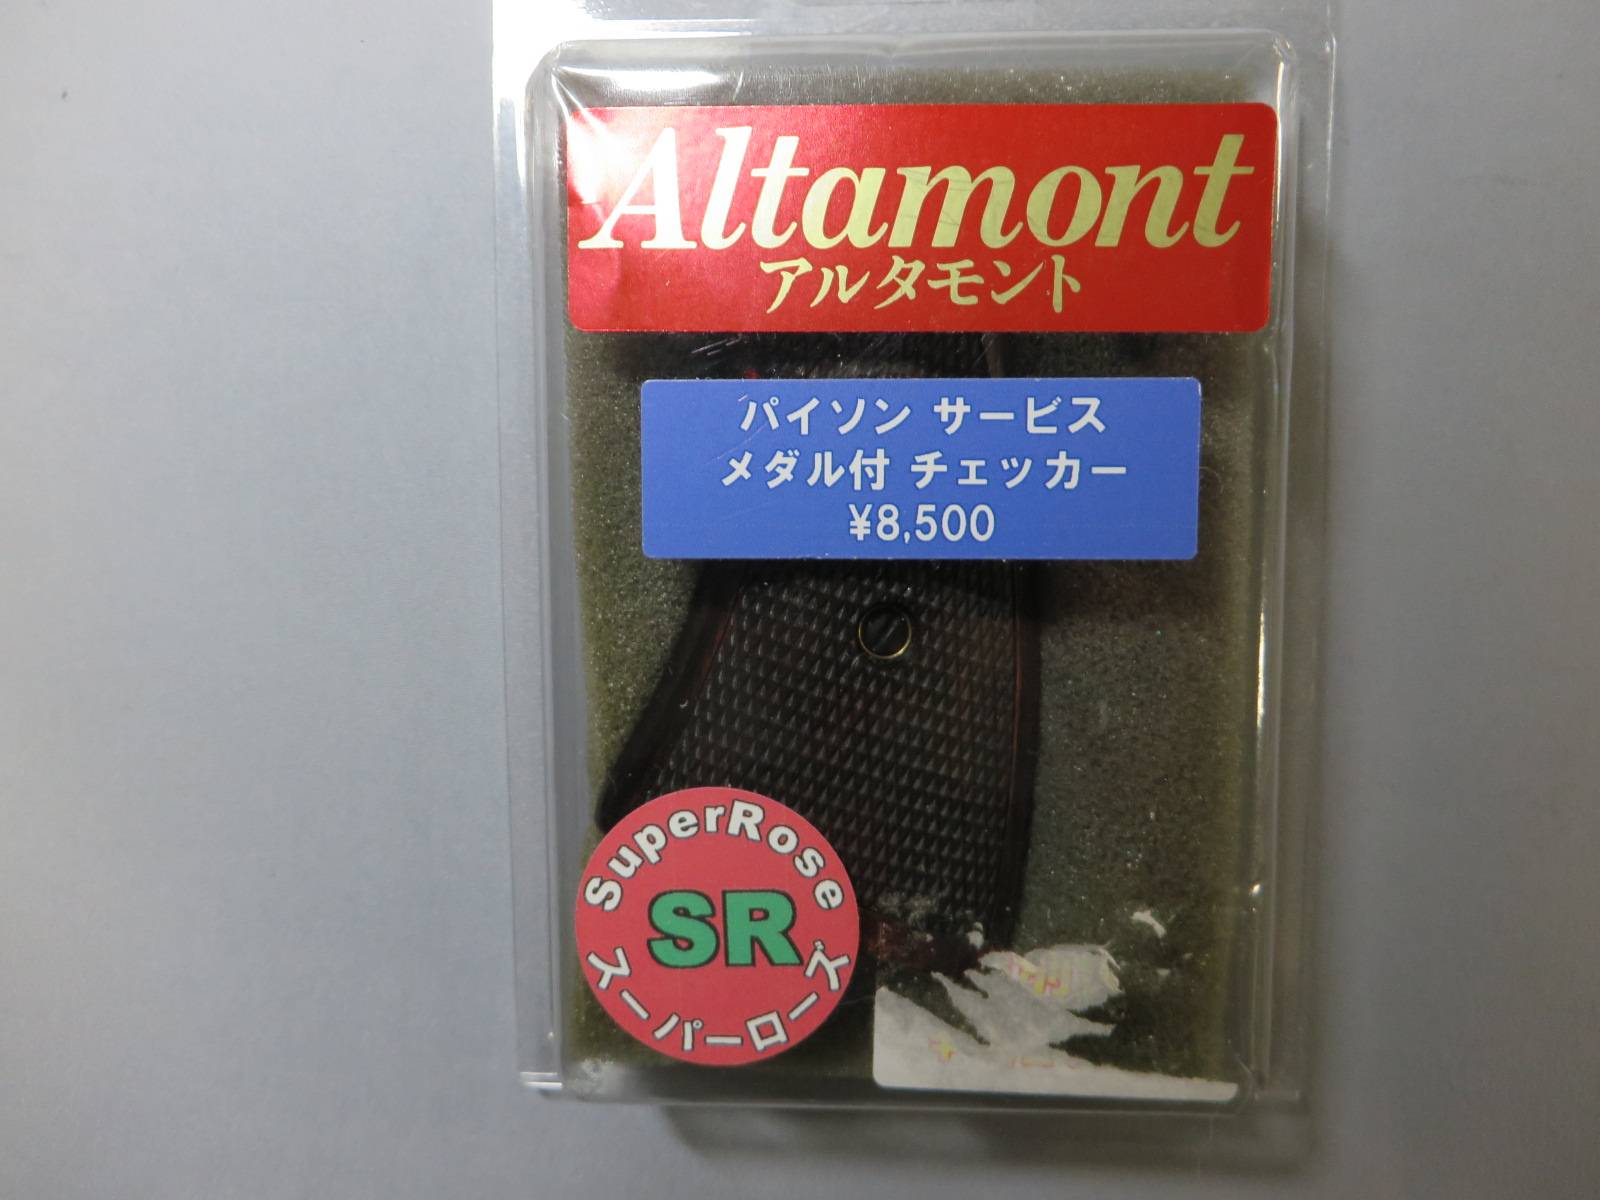 Altamont
アルタモント
パイソン サービス
メダル付 チェッカー
¥8,500
SuperRose
SR
スーパーローズ